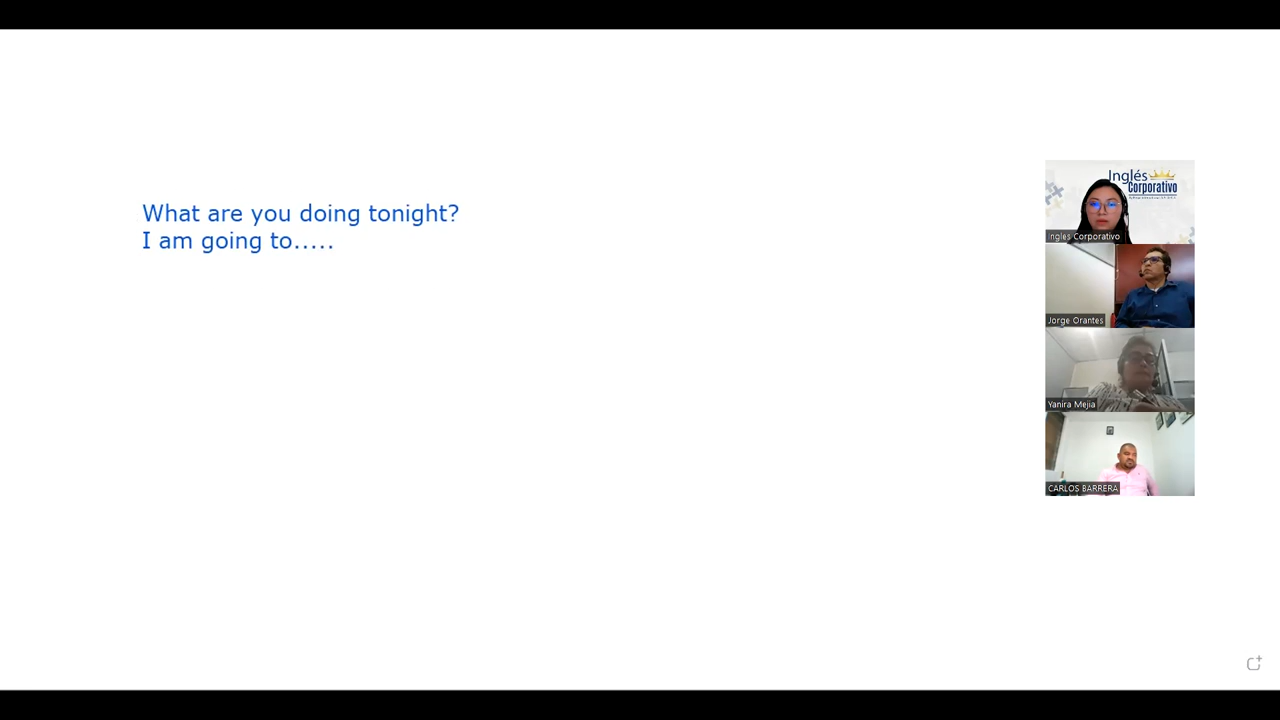 What are you doing tonight?
I am going to.....
Inglés
Corporativo
Ingles Corporativo
Jorge Orantes
Yanira Mejia
CARLOS BARRERA